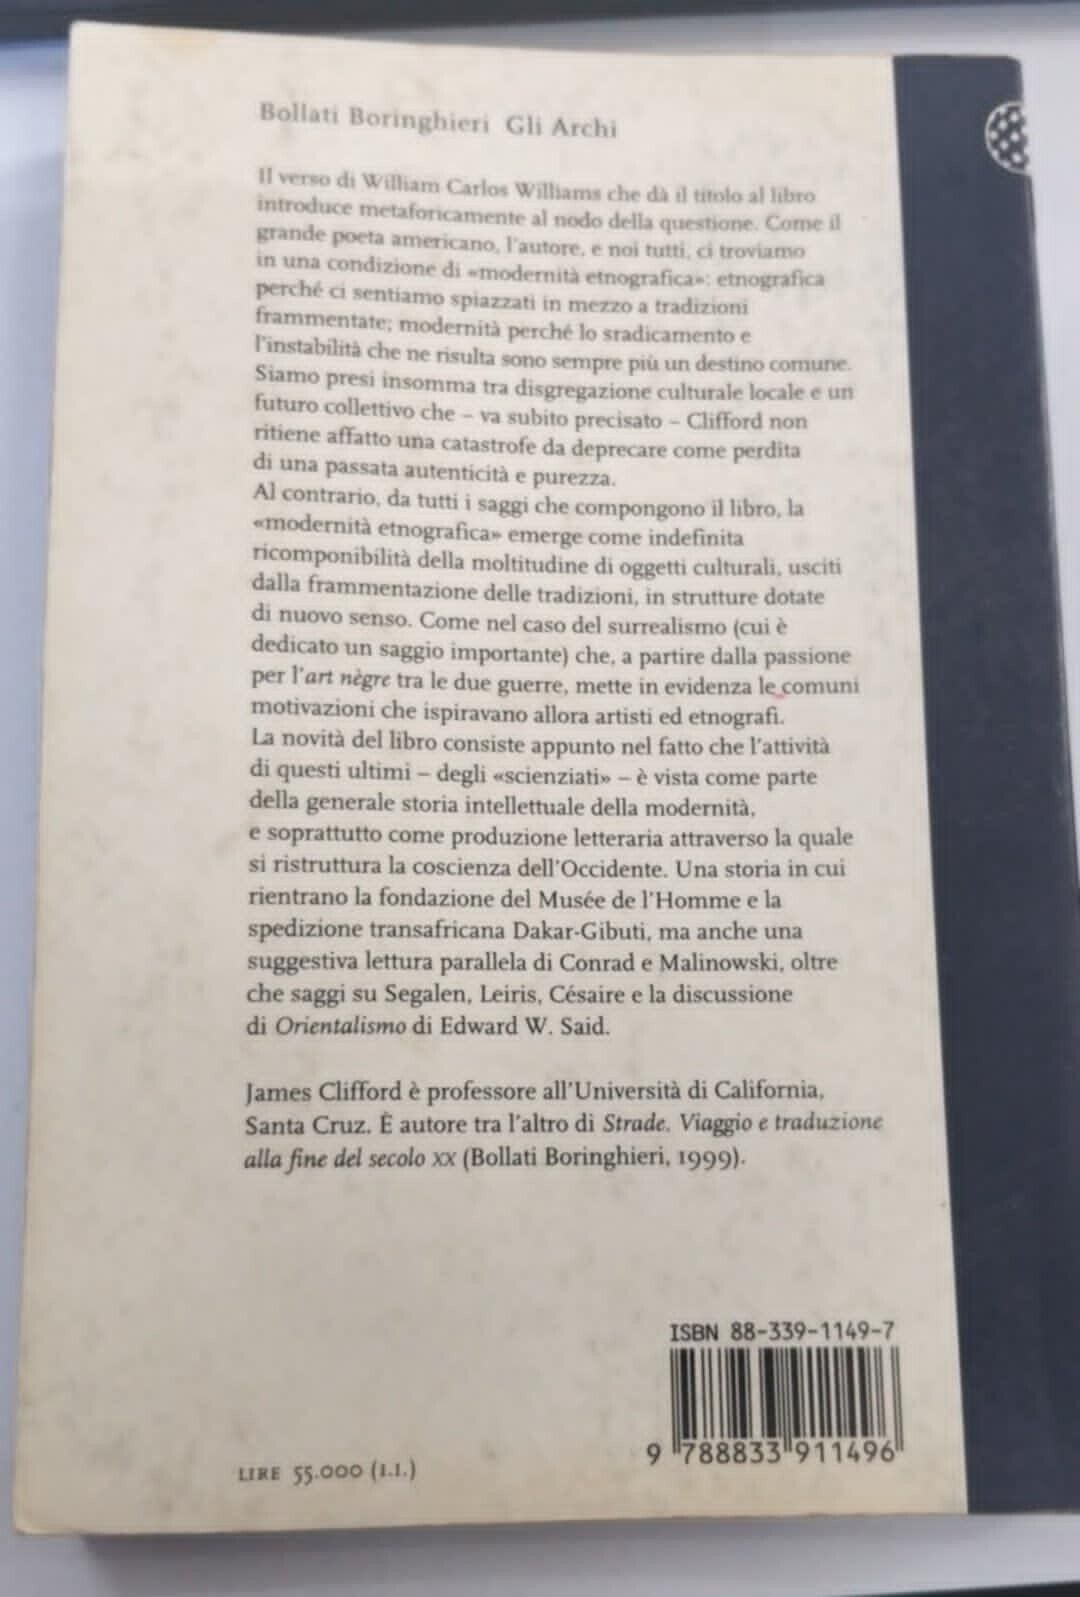 Bollati Boringhieri Gli Archi
Il verso di William Carlos Williams che dà il titolo al libro
introduce metaforicamente al nodo della questione. Come il
grande poeta americano, l'autore, e noi tutti, ci troviamo
in una condizione di «modernità etnografica»: etnografica
perché ci sentiamo spiazzati in mezzo a tradizioni
frammentate; modernità perché lo sradicamento e
l'instabilità che ne risulta sono sempre più un destino comune.
Siamo presi insomma tra disgregazione culturale locale e un
futuro collettivo che – va subito precisato – Clifford non
ritiene affatto una catastrofe da deprecare come perdita
di una passata autenticità e purezza.
Al contrario, da tutti i saggi che compongono il libro, la
«modernità etnografica» emerge come indefinita
ricomponibilità della moltitudine di oggetti culturali, usciti
dalla frammentazione delle tradizioni, in strutture dotate
di nuovo senso. Come nel caso del surrealismo (cui è
dedicato un saggio importante) che, a partire dalla passione
per l'art nègre tra le due guerre, mette in evidenza le comuni
motivazioni che ispiravano allora artisti ed etnografi.
La novità del libro consiste appunto nel fatto che l'attività
di questi ultimi – degli «scienziati» – è vista come parte
della generale storia intellettuale della modernità,
e soprattutto come produzione letteraria attraverso la quale
si ristruttura la coscienza dell'Occidente. Una storia in cui
rientrano la fondazione del Musée de l'Homme e la
spedizione transafricana Dakar-Gibuti, ma anche una
suggestiva lettura parallela di Conrad e Malinowski, oltre
che saggi su Segalen, Leiris, Césaire e la discussione
di Orientalismo di Edward W. Said.
James Clifford è professore all'Università di California,
Santa Cruz. È autore tra l'altro di Strade. Viaggio e traduzione
alla fine del secolo XX (Bollati Boringhieri, 1999).
ISBN 88-339-1149-7
9 788833 911496
LIRE 55.000 (I.I.)